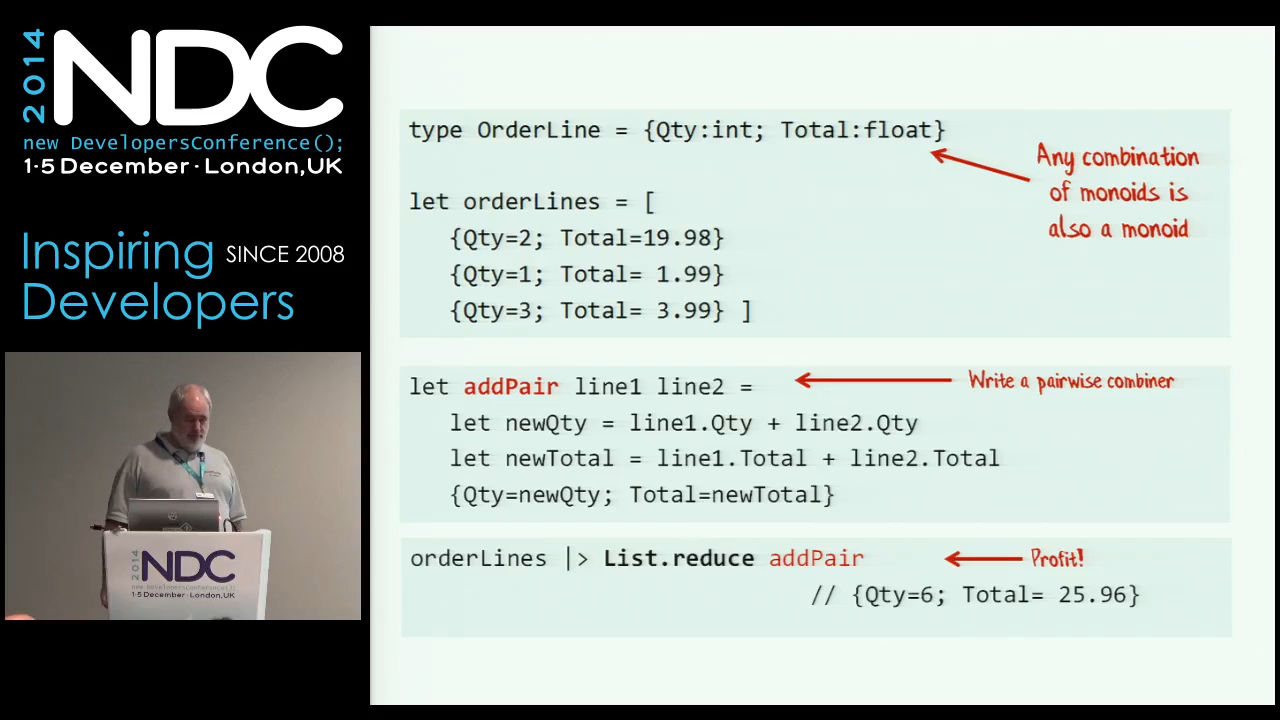 2014
NDC
new DevelopersConference();
1-5 December · London,UK
Inspiring SINCE 2008
Developers
2014
NDC
new DevelopersConference();
1-5 December · London,UK
type OrderLine = {Qty:int; Total:float}
Any combination
of monoids is
also a monoid
let orderLines = [
{Qty=2; Total=19.98}
{Qty=1; Total= 1.99}
{Qty=3; Total= 3.99} ]
let addPair line1 line2 =
Write a pairwise combiner
let newQty = line1.Qty + line2.Qty
let newTotal = line1.Total + line2.Total
{Qty=newQty; Total=newTotal}
orderLines |> List.reduce addPair
Profit!
// {Qty=6; Total= 25.96}